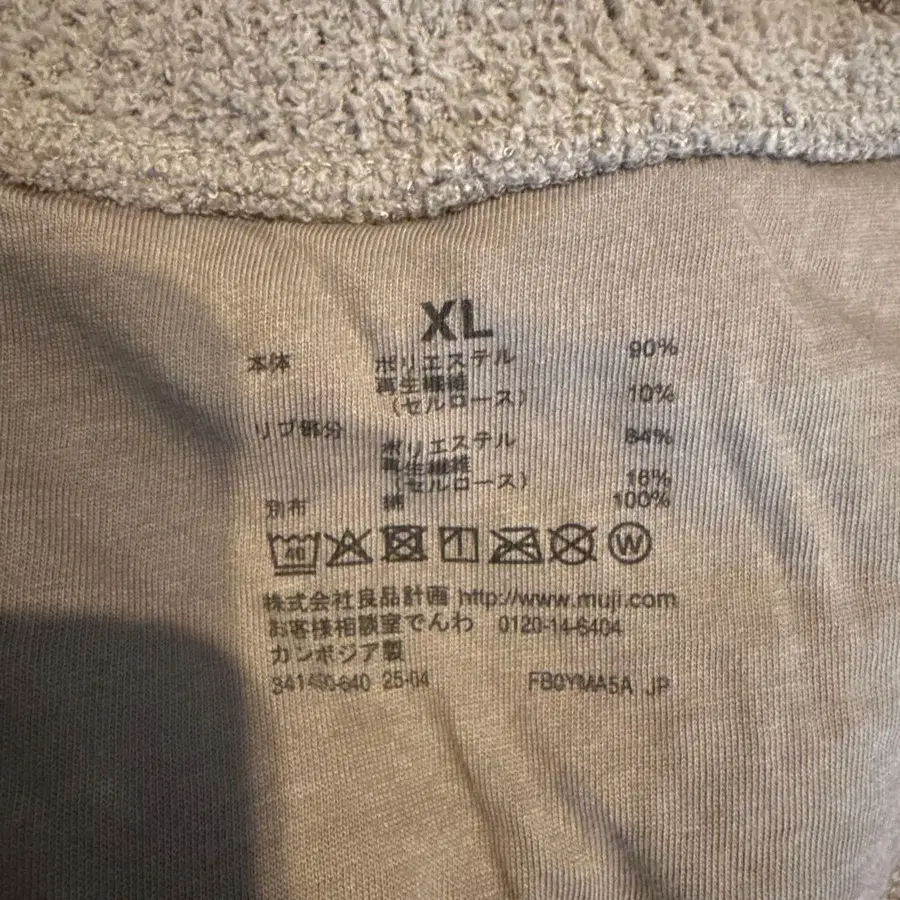 XL
本体 ポリエステル 90%
再生繊維
(セルロース) 10%
リブ部分 ポリエステル 84%
再生繊維
(セルロース) 16%
別布 綿 100%
40 W
株式会社良品計画 http://www.muji.com
お客様相談室でんわ 0120-14-6404
カンボジア製
25-04 FB0YMA5A JP